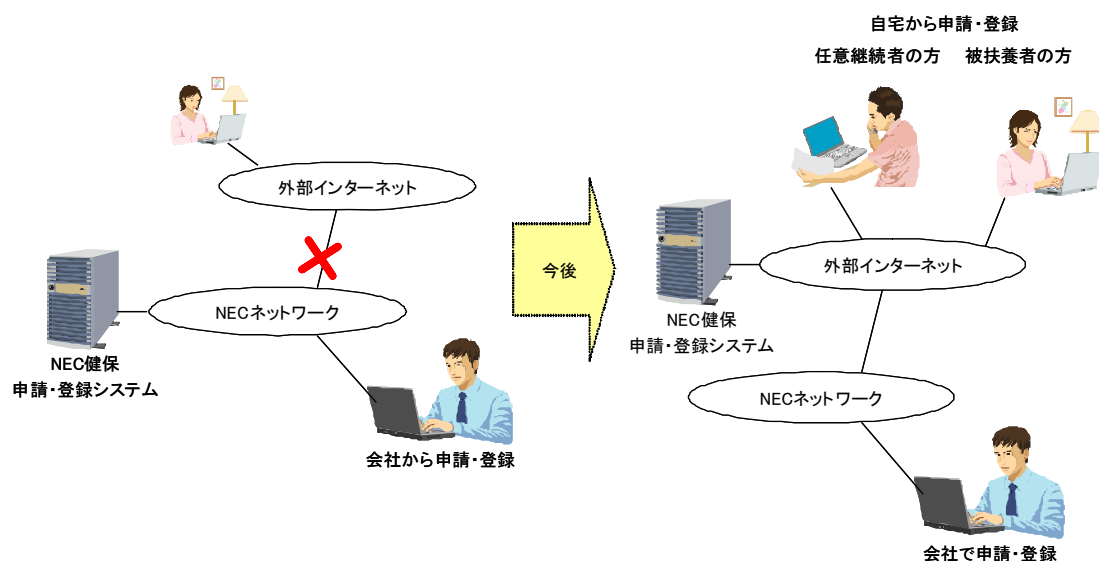 外部インターネット
NECネットワーク
NEC健保
申請・登録システム
会社から申請・登録
今後
自宅から申請・登録
任意継続者の方 被扶養者の方
外部インターネット
NEC健保
申請・登録システム
NECネットワーク
会社で申請・登録